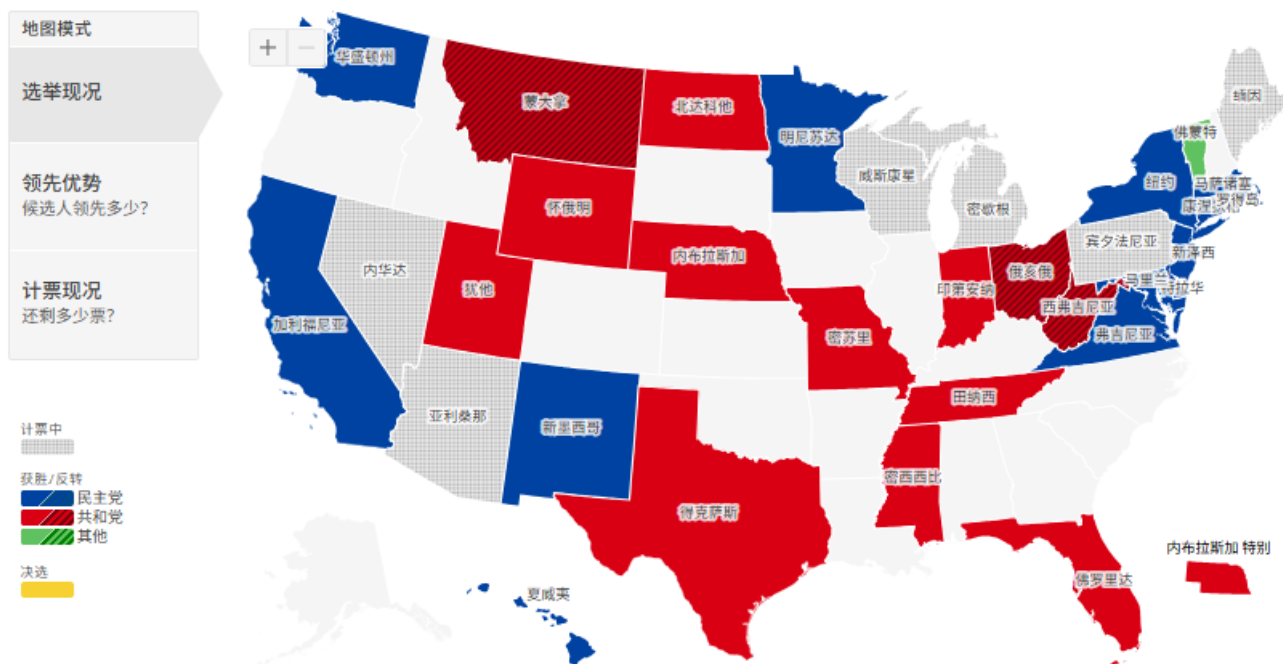 地图模式
选举现况
领先优势
候选人领先多少?
计票现况
还剩多少票?
计票中
获胜/反转
民主党
共和党
其他
决选
+
−
华盛顿州
蒙大拿
北达科他
明尼苏达
威斯康星
密歇根
缅因
佛蒙特
纽约
马萨诸塞
罗得岛
宾夕法尼亚
新泽西
马里兰
特拉华
怀俄明
内布拉斯加
内华达
犹他
印第安纳
俄亥俄
西弗吉尼亚
弗吉尼亚
加利福尼亚
密苏里
田纳西
亚利桑那
新墨西哥
密西西比
得克萨斯
佛罗里达
夏威夷
内布拉斯加 特别